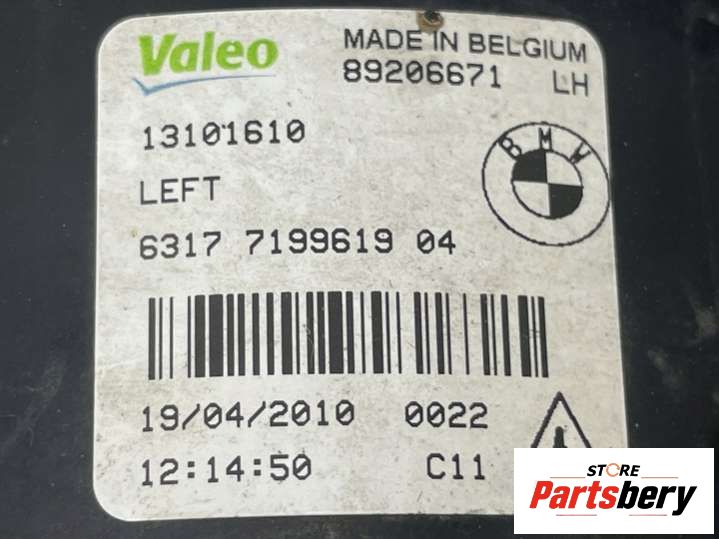 Valeo
MADE IN BELGIUM
89206671 LH
13101610
BMW
LEFT
6317 7199619 04
19/04/2010 0022
12:14:50 C11
STORE
Partsbery